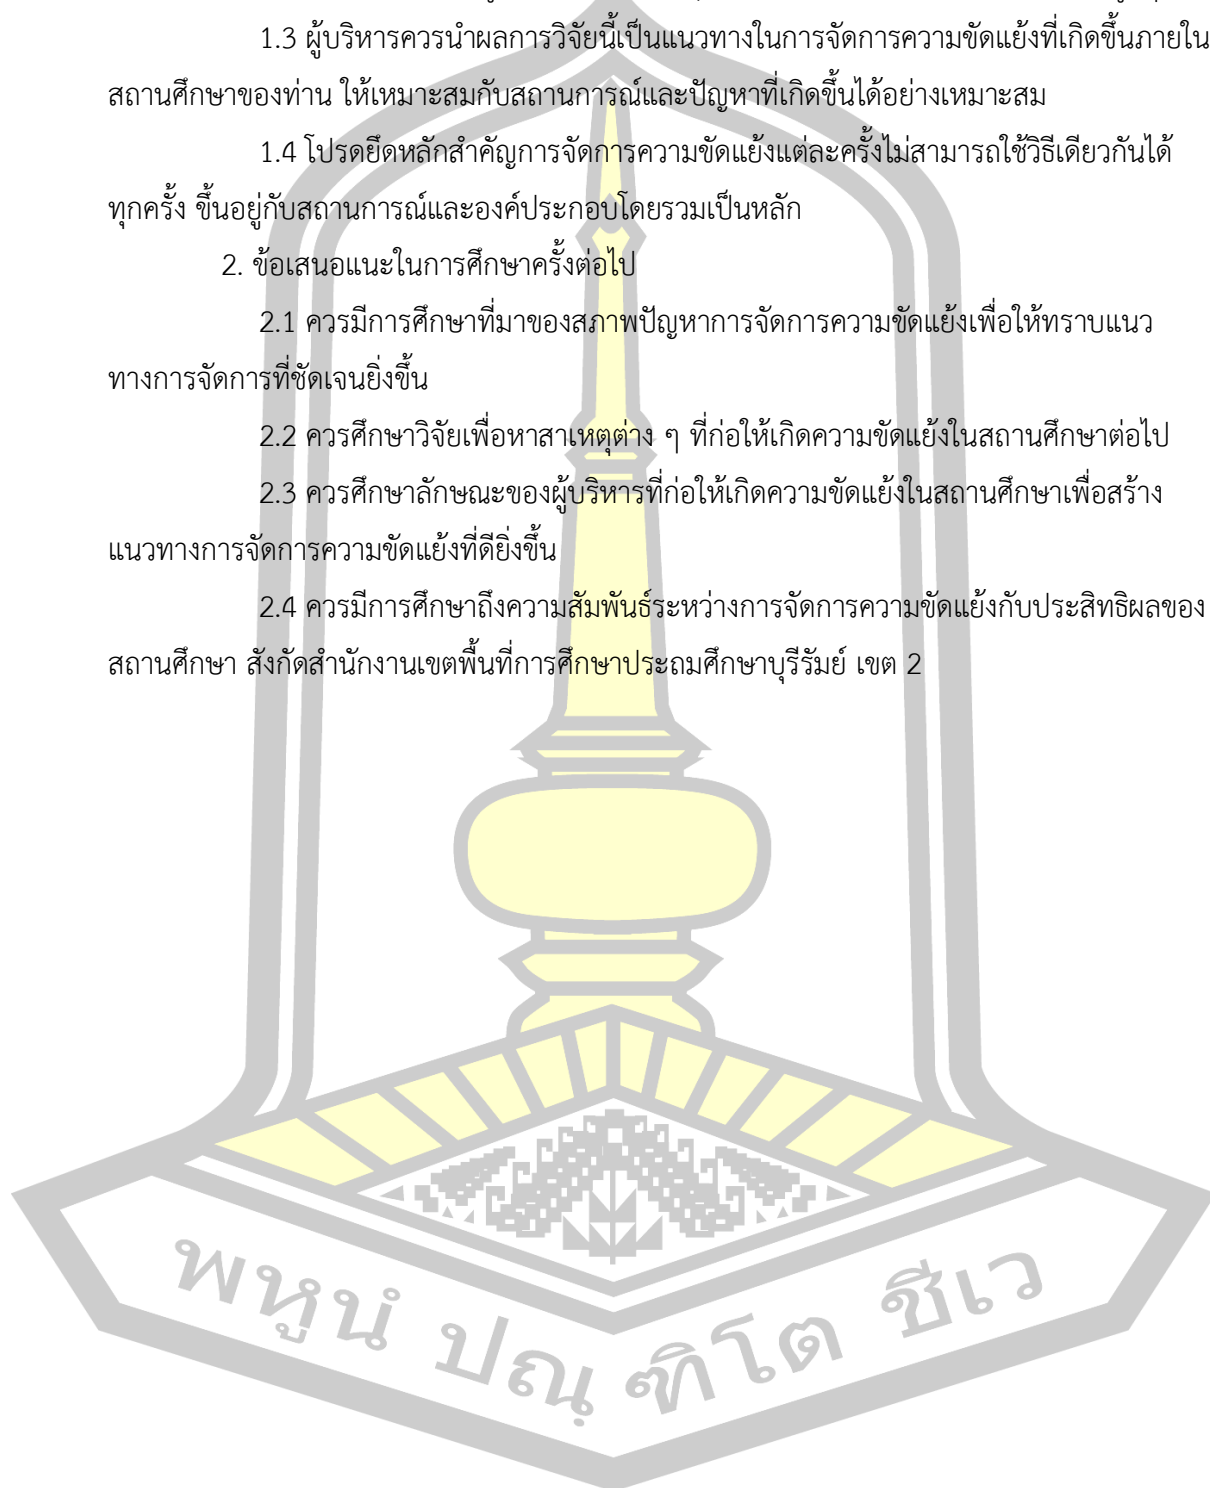 1.3 ผู้บริหารควรนำผลการวิจัยนี้เป็นแนวทางในการจัดการความขัดแย้งที่เกิดขึ้นภายใน
สถานศึกษาของท่าน ให้เหมาะสมกับสถานการณ์และปัญหาที่เกิดขึ้นได้อย่างเหมาะสม
1.4 โปรดยึดหลักสำคัญการจัดการความขัดแย้งแต่ละครั้งไม่สามารถใช้วิธีเดียวกันได้
ทุกครั้ง ขึ้นอยู่กับสถานการณ์และองค์ประกอบโดยรวมเป็นหลัก
2. ข้อเสนอแนะในการศึกษาครั้งต่อไป
2.1 ควรมีการศึกษาที่มาของสภาพปัญหาการจัดการความขัดแย้งเพื่อให้ทราบแนว
ทางการจัดการที่ชัดเจนยิ่งขึ้น
2.2 ควรศึกษาวิจัยเพื่อหาสาเหตุต่าง ๆ ที่ก่อให้เกิดความขัดแย้งในสถานศึกษาต่อไป
2.3 ควรศึกษาลักษณะของผู้บริหารที่ก่อให้เกิดความขัดแย้งในสถานศึกษาเพื่อสร้าง
แนวทางการจัดการความขัดแย้งที่ดียิ่งขึ้น
2.4 ควรมีการศึกษาถึงความสัมพันธ์ระหว่างการจัดการความขัดแย้งกับประสิทธิผลของ
สถานศึกษา สังกัดสำนักงานเขตพื้นที่การศึกษาประถมศึกษาบุรีรัมย์ เขต 2
พหูนํ ปณฺฑิโต ชีเว